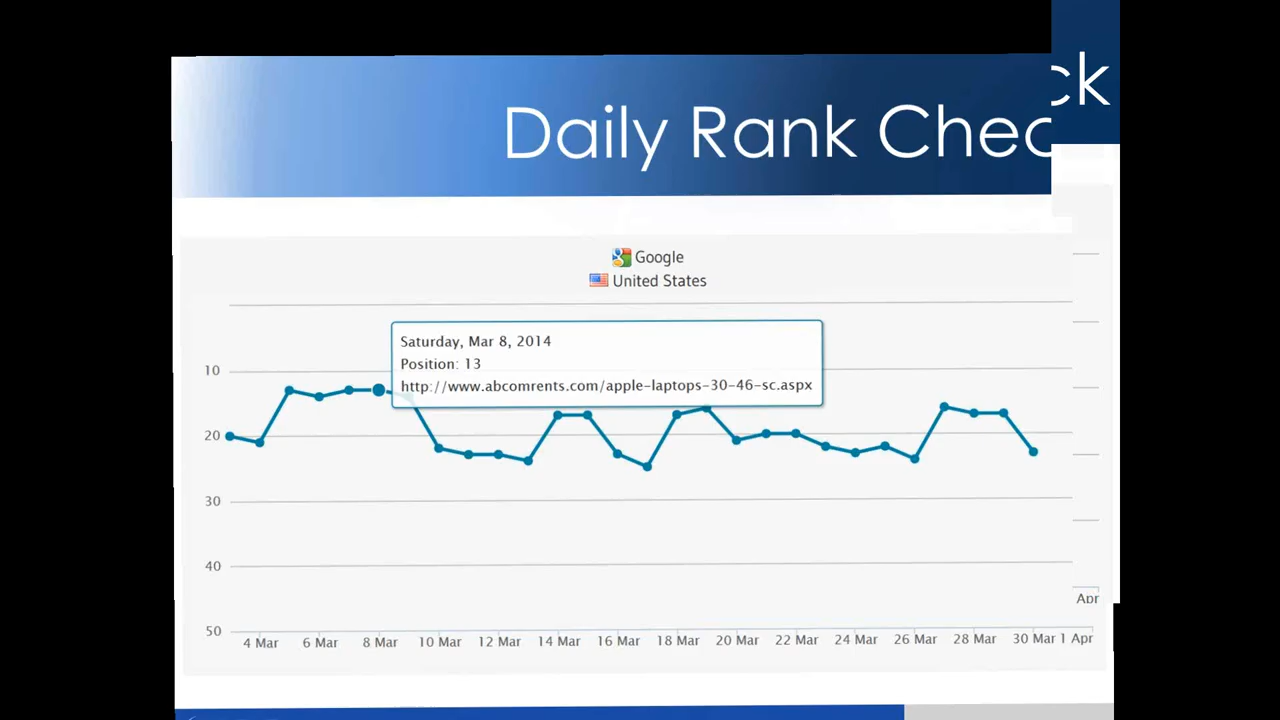 ck
Daily Rank Chec
Google
United States
Saturday, Mar 8, 2014
Position: 13
http://www.abcomrents.com/apple-laptops-30-46-sc.aspx
10
20
30
40
50
Apr
4 Mar 6 Mar 8 Mar 10 Mar 12 Mar 14 Mar 16 Mar 18 Mar 20 Mar 22 Mar 24 Mar 26 Mar 28 Mar 30 Mar 1 Apr